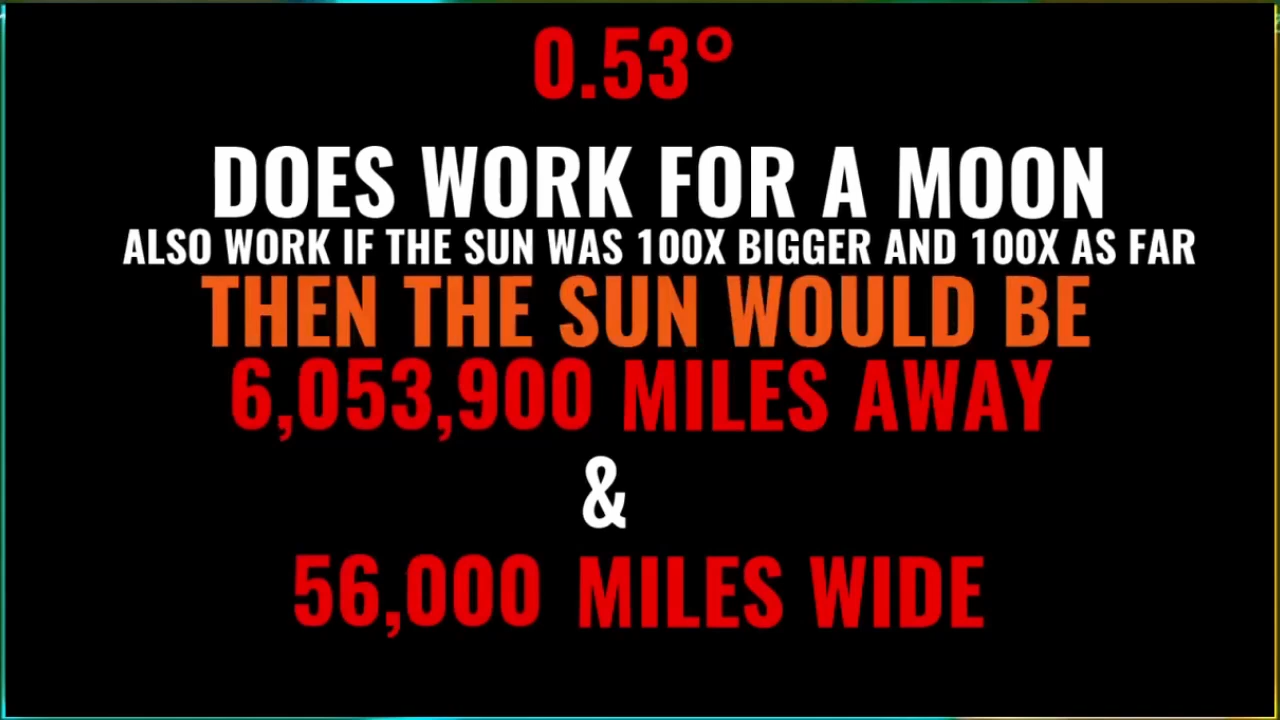 0.53°
DOES WORK FOR A MOON
ALSO WORK IF THE SUN WAS 100X BIGGER AND 100X AS FAR
THEN THE SUN WOULD BE
6,053,900 MILES AWAY
&
56,000 MILES WIDE